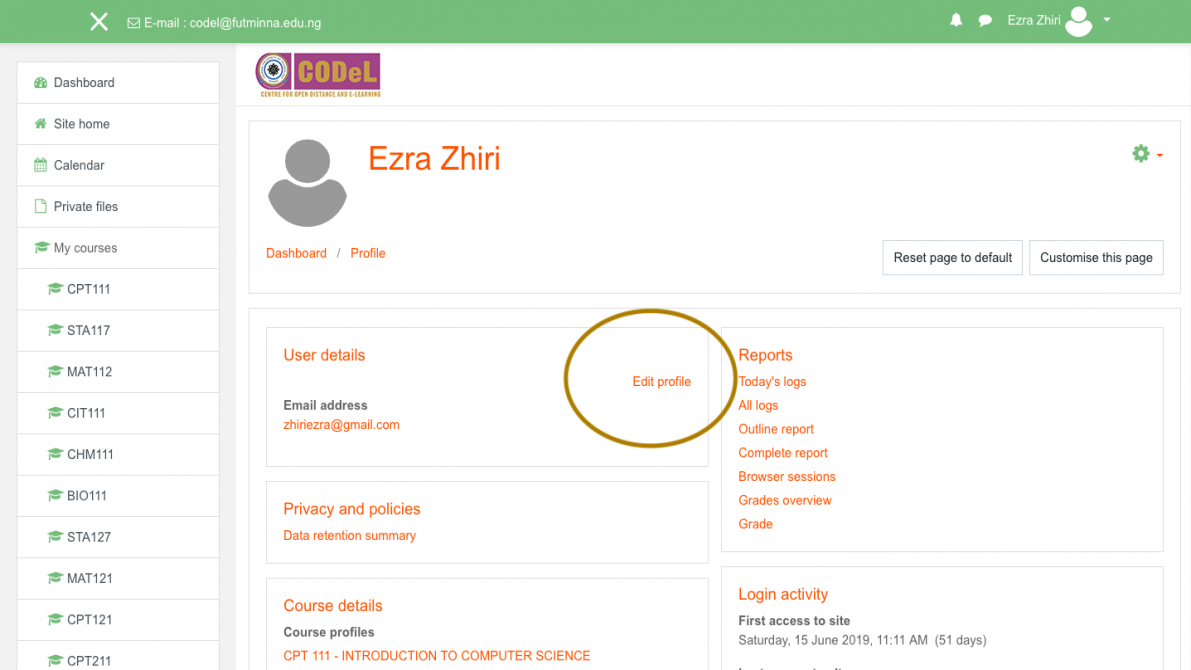 E-mail : codel@futminna.edu.ng
Ezra Zhiri
Dashboard
Site home
Calendar
Private files
My courses
CPT111
STA117
MAT112
CIT111
CHM111
BIO111
STA127
MAT121
CPT121
CPT211
CODeL
CENTRE FOR OPEN DISTANCE AND E-LEARNING
Ezra Zhiri
Dashboard / Profile
Reset page to default
Customise this page
User details
Edit profile
Email address
zhiriezra@gmail.com
Privacy and policies
Data retention summary
Course details
Course profiles
CPT 111 - INTRODUCTION TO COMPUTER SCIENCE
Reports
Today's logs
All logs
Outline report
Complete report
Browser sessions
Grades overview
Grade
Login activity
First access to site
Saturday, 15 June 2019, 11:11 AM (51 days)